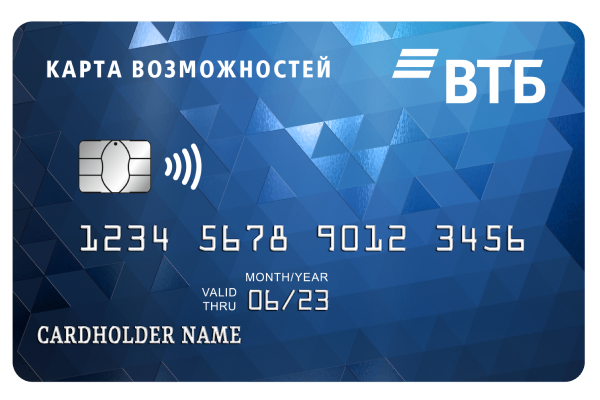 КАРТА ВОЗМОЖНОСТЕЙ
ВТБ
1234 5678 9012 3456
MONTH/YEAR
VALID THRU 06/23
CARDHOLDER NAME